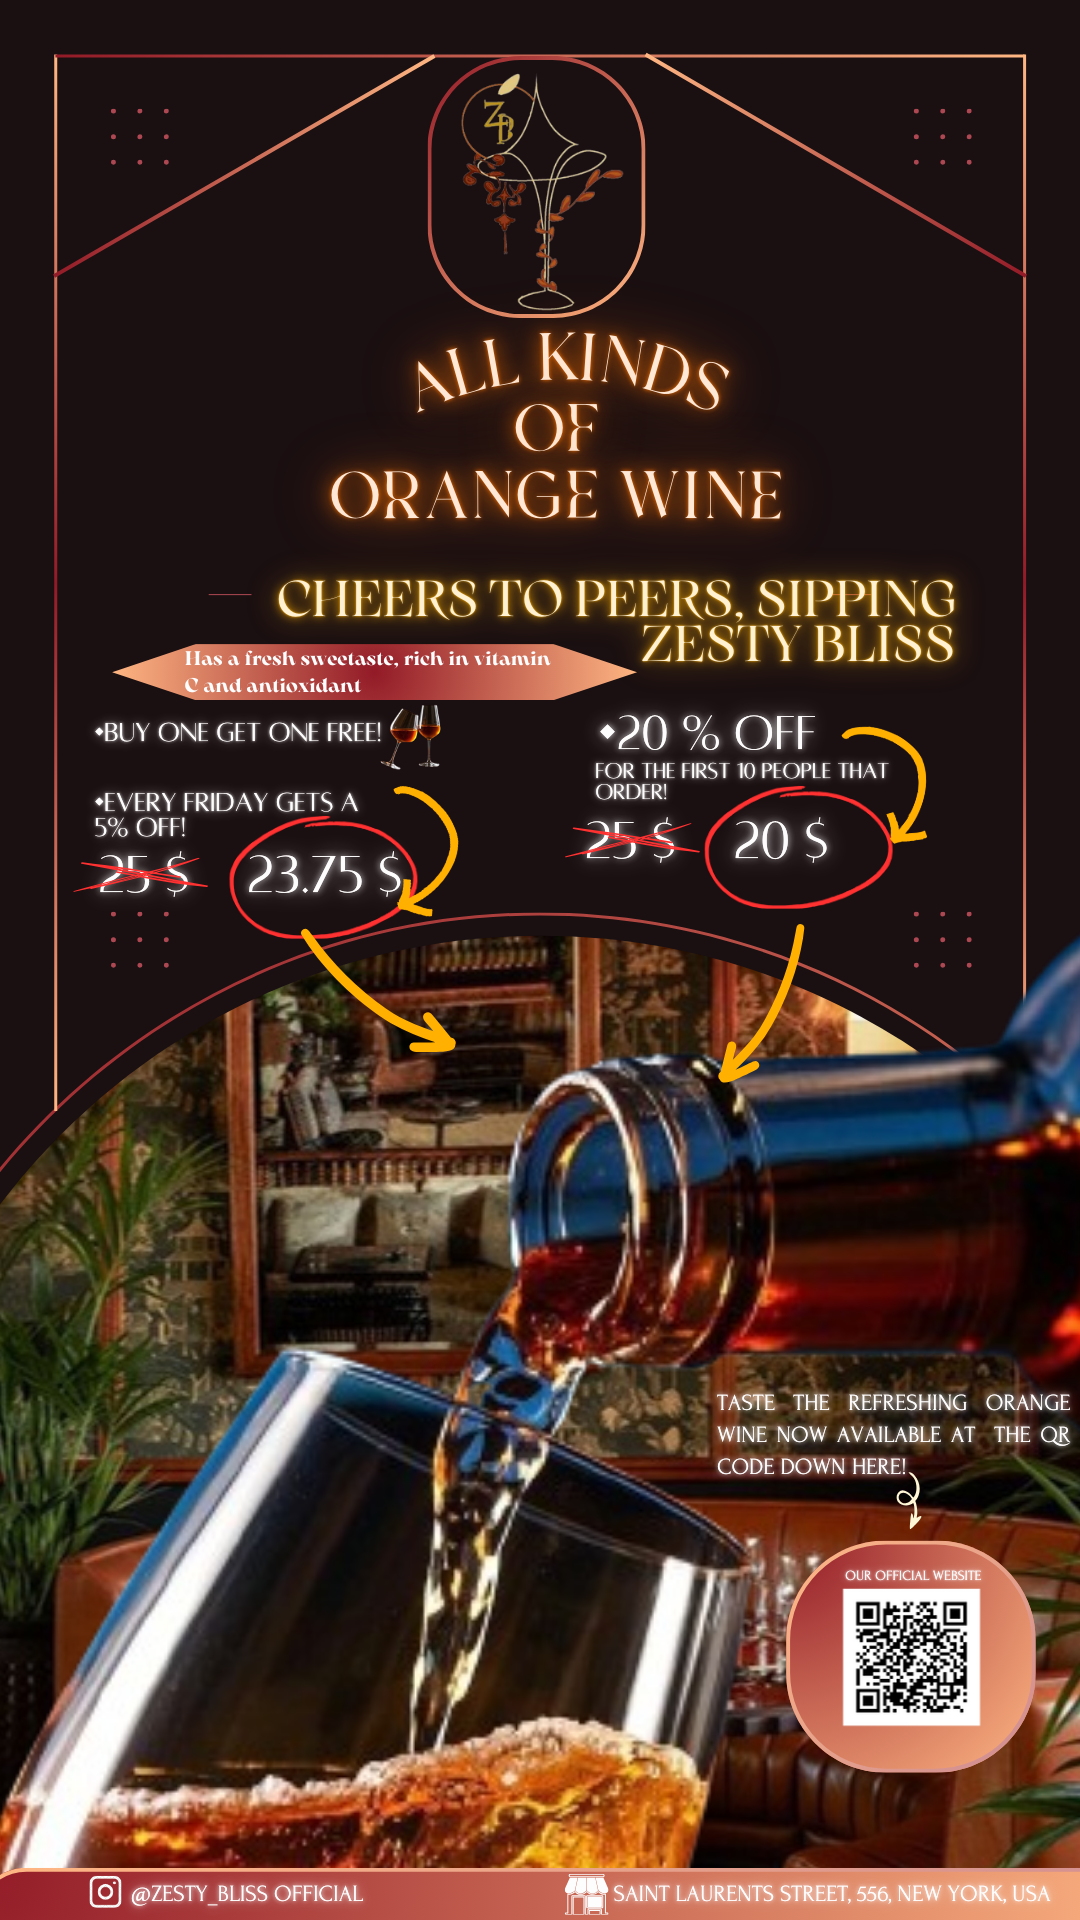 ZB
ALL KINDS
OF
ORANGE WINE
CHEERS TO PEERS, SIPPING
ZESTY BLISS
Has a fresh sweetaste, rich in vitamin
C and antioxidant
•BUY ONE GET ONE FREE!
•EVERY FRIDAY GETS A
5% OFF!
25 $ 23.75 $
•20 % OFF
FOR THE FIRST 10 PEOPLE THAT
ORDER!
25 $ 20 $
TASTE THE REFRESHING ORANGE
WINE NOW AVAILABLE AT THE QR
CODE DOWN HERE!
OUR OFFICIAL WEBSITE
@ZESTY_BLISS OFFICIAL
SAINT LAURENTS STREET, 556, NEW YORK, USA